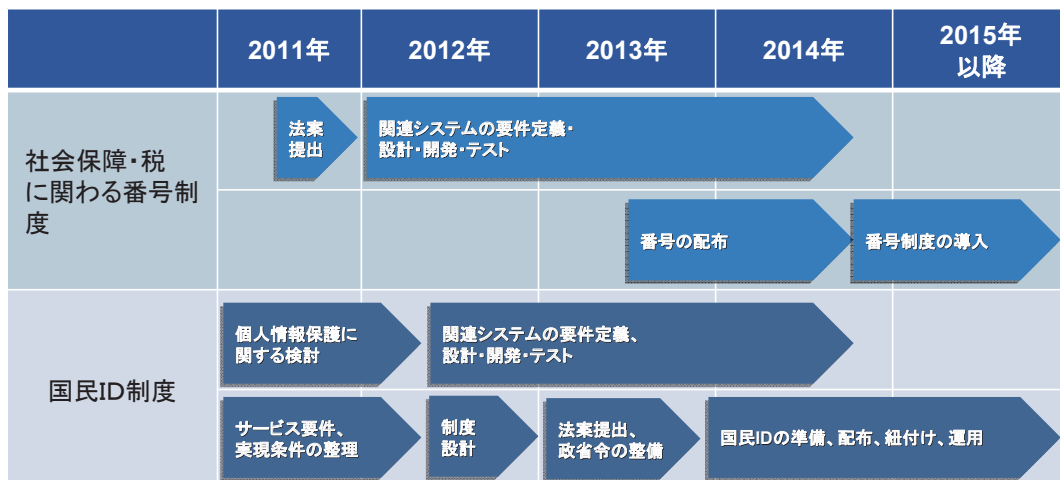 2011年
2012年
2013年
2014年
2015年
以降
社会保障・税
に関わる番号制
度
法案
提出
関連システムの要件定義・
設計・開発・テスト
番号の配布
番号制度の導入
国民ID制度
個人情報保護に
関する検討
関連システムの要件定義、
設計・開発・テスト
サービス要件、
実現条件の整理
制度
設計
法案提出、
政省令の整備
国民IDの準備、配布、紐付け、運用